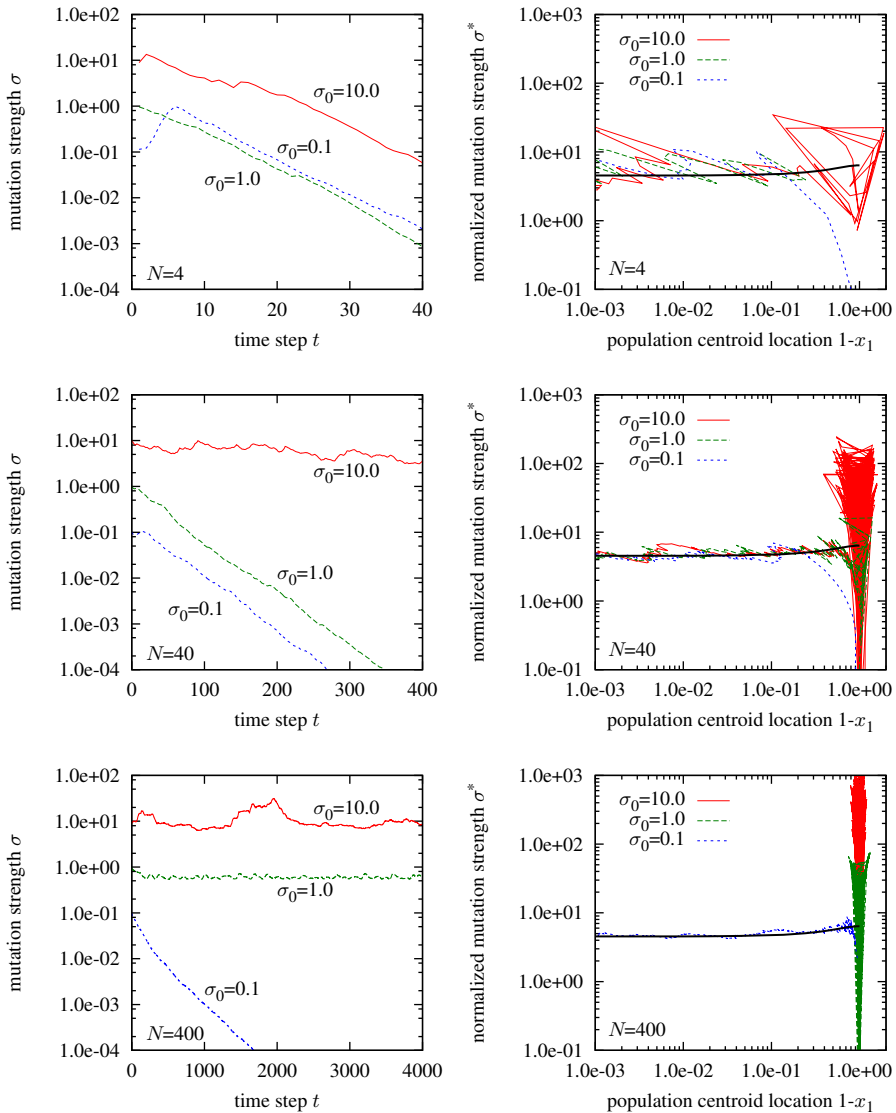 mutation strength σ
1.0e+02
1.0e+01
1.0e+00
1.0e-01
1.0e-02
1.0e-03
1.0e-04
σ0=10.0
σ0=0.1
σ0=1.0
N=4
0
10
20
30
40
time step t
normalized mutation strength σ*
1.0e+03
1.0e+02
1.0e+01
1.0e+00
1.0e-01
σ0=10.0
σ0=1.0
σ0=0.1
N=4
1.0e-03
1.0e-02
1.0e-01
1.0e+00
population centroid location 1-x1
mutation strength σ
1.0e+02
1.0e+01
1.0e+00
1.0e-01
1.0e-02
1.0e-03
1.0e-04
σ0=10.0
σ0=1.0
σ0=0.1
N=40
0
100
200
300
400
time step t
normalized mutation strength σ*
1.0e+03
1.0e+02
1.0e+01
1.0e+00
1.0e-01
σ0=10.0
σ0=1.0
σ0=0.1
N=40
1.0e-03
1.0e-02
1.0e-01
1.0e+00
population centroid location 1-x1
mutation strength σ
1.0e+02
1.0e+01
1.0e+00
1.0e-01
1.0e-02
1.0e-03
1.0e-04
σ0=10.0
σ0=1.0
σ0=0.1
N=400
0
1000
2000
3000
4000
time step t
normalized mutation strength σ*
1.0e+03
1.0e+02
1.0e+01
1.0e+00
1.0e-01
σ0=10.0
σ0=1.0
σ0=0.1
N=400
1.0e-03
1.0e-02
1.0e-01
1.0e+00
population centroid location 1-x1